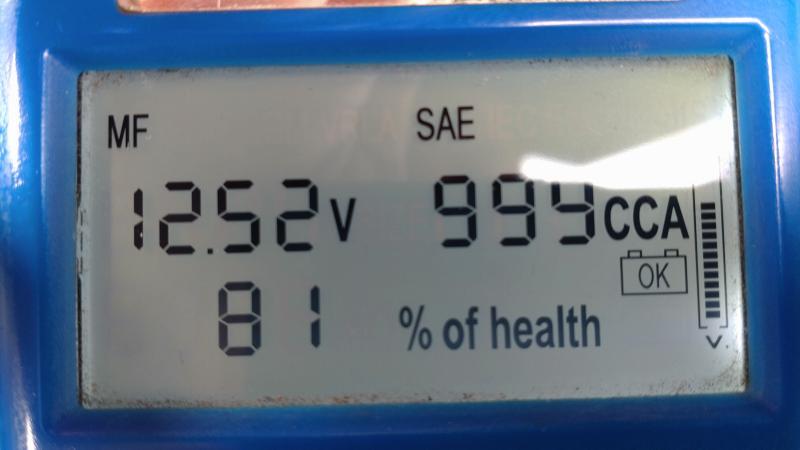 MF SAE
12.52 V 999 CCA
OK
81 % of health
V